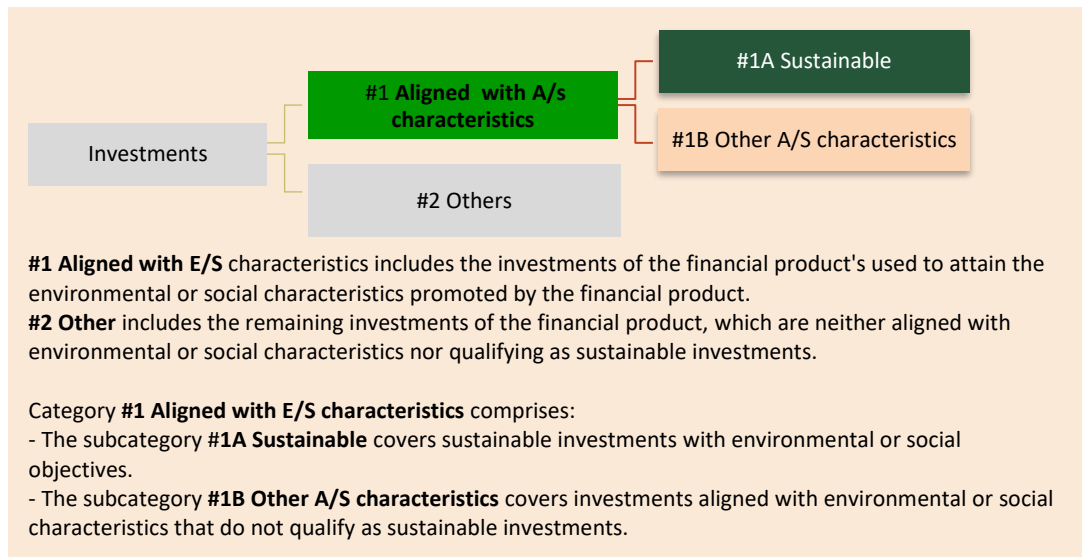 #1A Sustainable
#1 Aligned with A/s
characteristics
#1B Other A/S characteristics
Investments
#2 Others
#1 Aligned with E/S characteristics includes the investments of the financial product's used to attain the
environmental or social characteristics promoted by the financial product.
#2 Other includes the remaining investments of the financial product, which are neither aligned with
environmental or social characteristics nor qualifying as sustainable investments.
Category #1 Aligned with E/S characteristics comprises:
- The subcategory #1A Sustainable covers sustainable investments with environmental or social
objectives.
- The subcategory #1B Other A/S characteristics covers investments aligned with environmental or social
characteristics that do not qualify as sustainable investments.